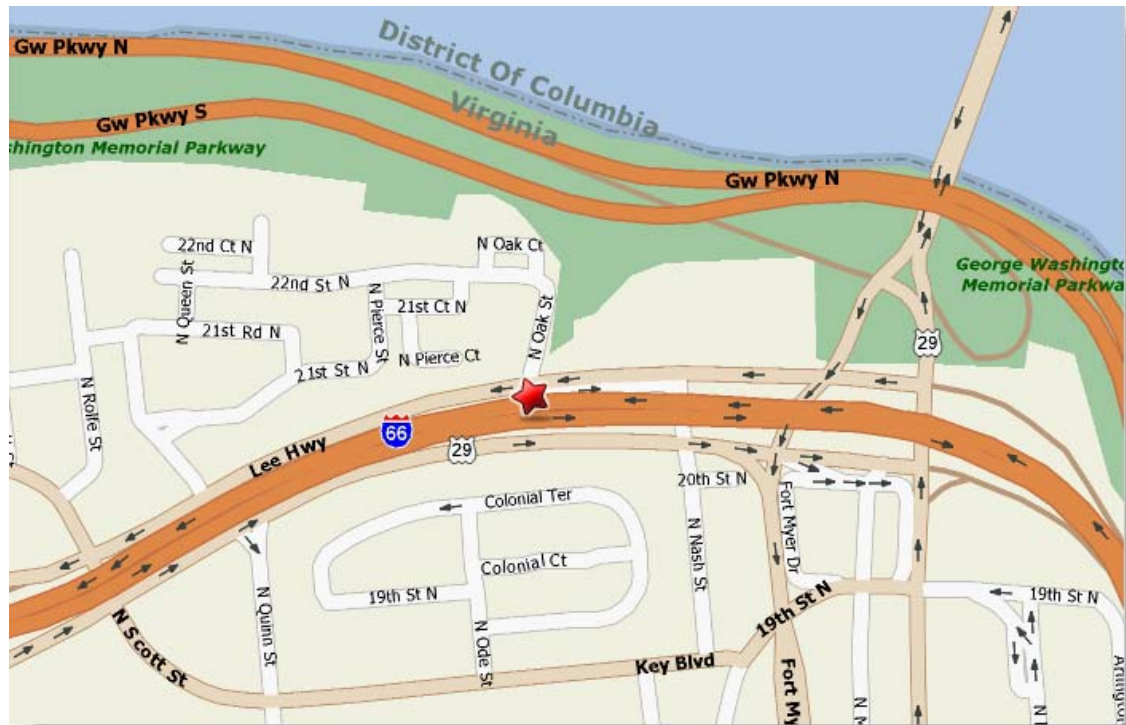 Gw Pkwy N
District Of Columbia
Virginia
Gw Pkwy S
shington Memorial Parkway
Gw Pkwy N
22nd Ct N
N Oak Ct
22nd St N
N Queen St
N Pierce St
21st Ct N
N Oak St
George Washingto
Memorial Parkwa
21st Rd N
N Pierce Ct
21st St N
29
N Rolfe St
66
Lee Hwy
29
20th St N
Fort Myer Dr
Colonial Ter
N Nash St
Colonial Ct
19th St N
N Quinn St
N Ode St
19th St N
19th St N
N Scott St
Key Blvd
Fort My
N M
Arlington